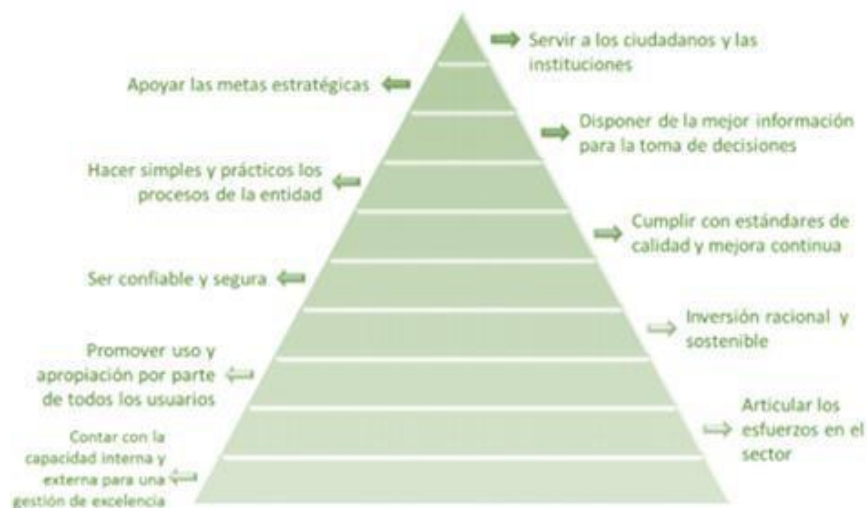 Servir a los ciudadanos y las
instituciones
Apoyar las metas estratégicas
Disponer de la mejor información
para la toma de decisiones
Hacer simples y prácticos los
procesos de la entidad
Cumplir con estándares de
calidad y mejora continua
Ser confiable y segura
Inversión racional y
sostenible
Promover uso y
apropiación por parte
de todos los usuarios
Articular los
esfuerzos en el
sector
Contar con la
capacidad interna y
externa para una
gestión de excelencia